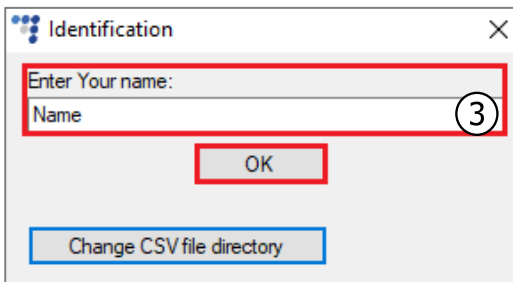 Identification
Enter Your name:
Name
③
OK
Change CSV file directory